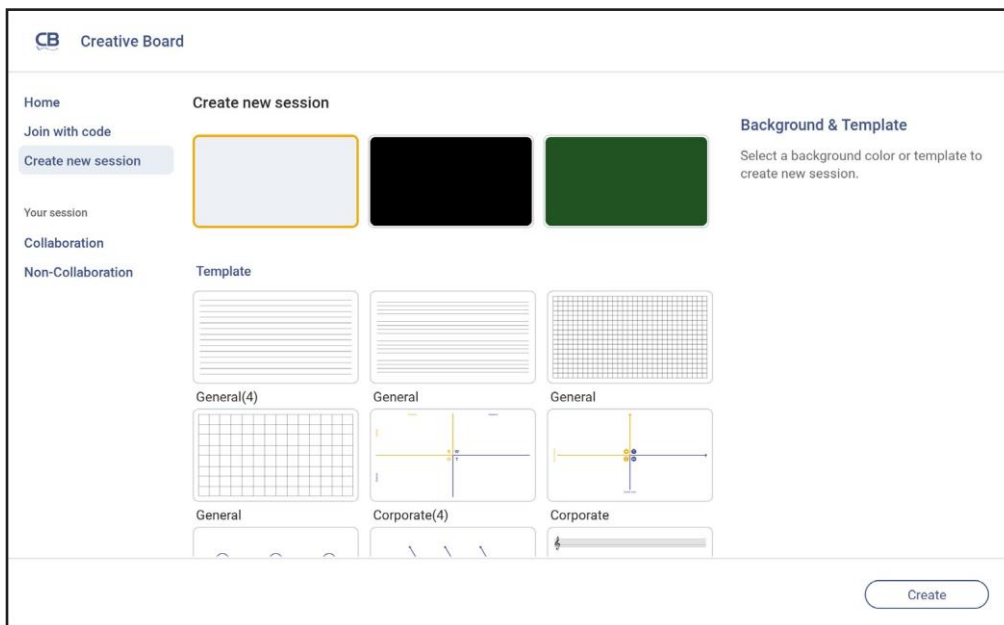 CB
Creative Board
Home
Join with code
Create new session
Your session
Collaboration
Non-Collaboration
Create new session
Template
General(4)
General
General
General
Corporate(4)
Corporate
Background & Template
Select a background color or template to
create new session.
Create